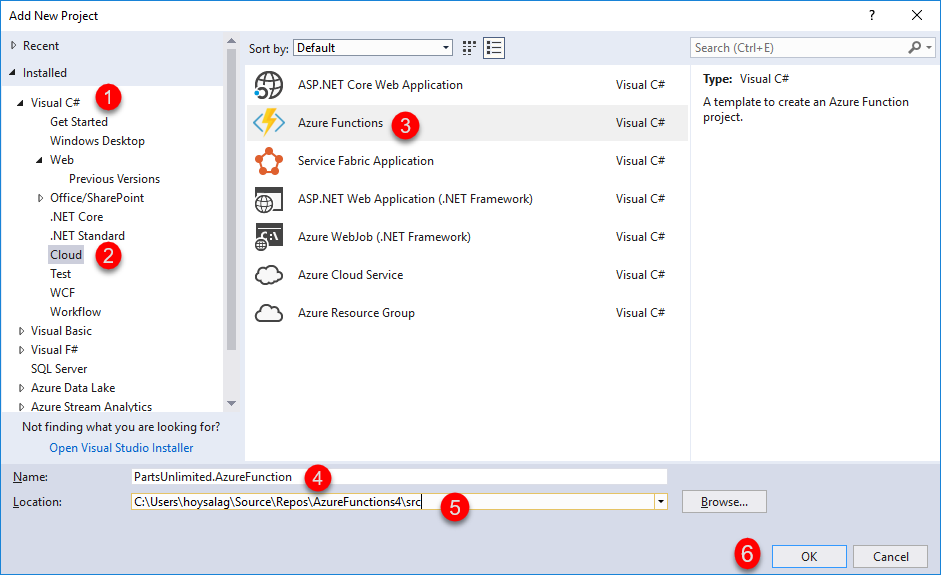 Add New Project
?
Recent
Installed
Visual C#
1
Get Started
Windows Desktop
Web
Previous Versions
Office/SharePoint
.NET Core
.NET Standard
Cloud
2
Test
WCF
Workflow
Visual Basic
Visual F#
SQL Server
Azure Data Lake
Azure Stream Analytics
Not finding what you are looking for?
Open Visual Studio Installer
Sort by: Default
Search (Ctrl+E)
ASP.NET Core Web Application Visual C#
Azure Functions 3 Visual C#
Service Fabric Application Visual C#
ASP.NET Web Application (.NET Framework) Visual C#
Azure WebJob (.NET Framework) Visual C#
Azure Cloud Service Visual C#
Azure Resource Group Visual C#
Type: Visual C#
A template to create an Azure Function
project.
Name: PartsUnlimited.AzureFunction 4
Location: C:\Users\hoysalag\Source\Repos\AzureFunctions4\src 5 Browse...
6 OK Cancel